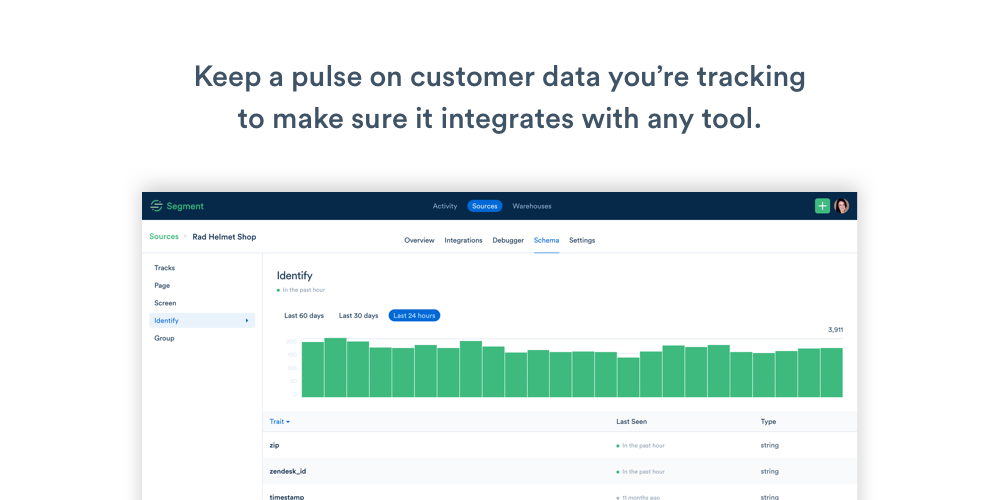 Keep a pulse on customer data you’re tracking
to make sure it integrates with any tool.
Segment
Activity Sources Warehouses
Sources Rad Helmet Shop
Overview Integrations Debugger Schema Settings
Tracks
Page
Screen
Identify
Group
Identify
In the past hour
Last 60 days Last 30 days Last 24 hours
3,911
Trait Last Seen Type
zip In the past hour string
zendesk_id In the past hour string
timestamp 11 months ago string